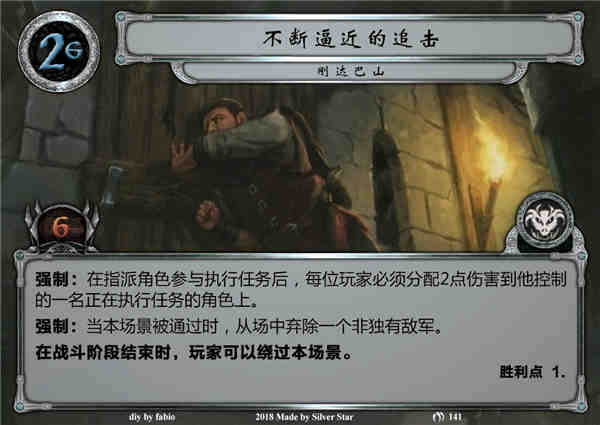 2 G
不断逼近的追击
刚达巴山
6
强制：在指派角色参与执行任务后，每位玩家必须分配2点伤害到他控制
的一名正在执行任务的角色上。
强制：当本场景被通过时，从场中弃除一个非独有敌军。
在战斗阶段结束时，玩家可以绕过本场景。
胜利点 1.
diy by fabio 2018 Made by Silver Star 141